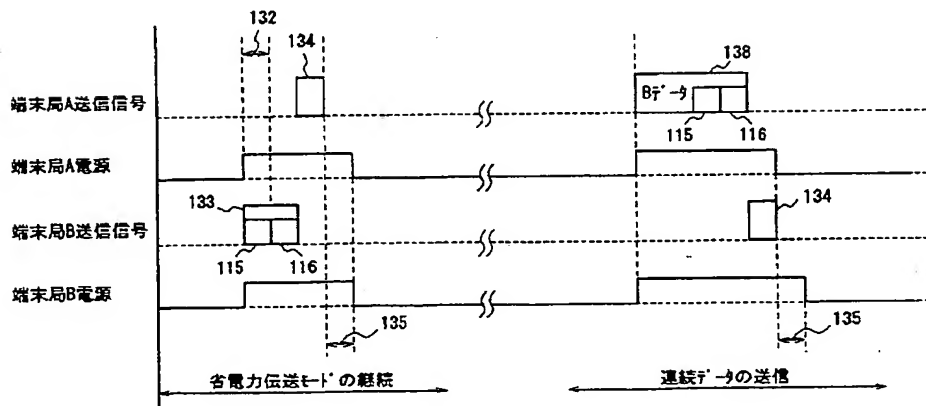 132
134
138
端末局A送信信号
Bデータ
115
116
端末局A電源
133
134
端末局B送信信号
115
116
端末局B電源
135
135
省電力伝送モードの継続
連続データの送信